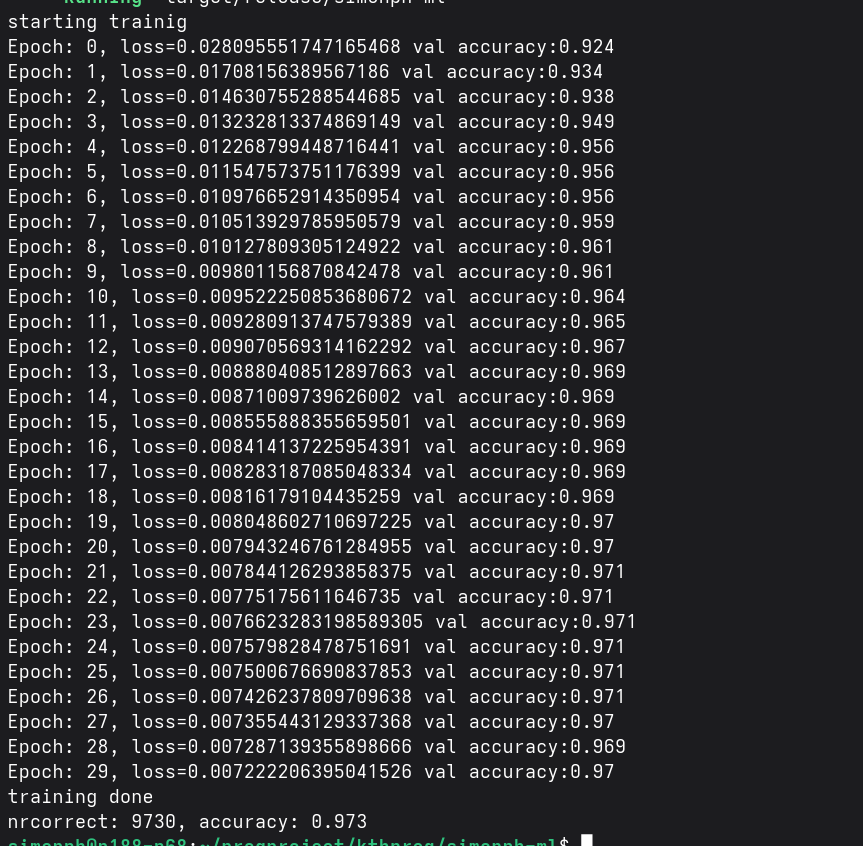 Running `target/release/simonph-ml`
starting trainig
Epoch: 0, loss=0.028095551747165468 val accuracy:0.924
Epoch: 1, loss=0.01708156389567186 val accuracy:0.934
Epoch: 2, loss=0.014630755288544685 val accuracy:0.938
Epoch: 3, loss=0.013232813374869149 val accuracy:0.949
Epoch: 4, loss=0.012268799448716441 val accuracy:0.956
Epoch: 5, loss=0.011547573751176399 val accuracy:0.956
Epoch: 6, loss=0.010976652914350954 val accuracy:0.956
Epoch: 7, loss=0.010513929785950579 val accuracy:0.959
Epoch: 8, loss=0.010127809305124922 val accuracy:0.961
Epoch: 9, loss=0.009801156870842478 val accuracy:0.961
Epoch: 10, loss=0.009522250853680672 val accuracy:0.964
Epoch: 11, loss=0.009280913747579389 val accuracy:0.965
Epoch: 12, loss=0.009070569314162292 val accuracy:0.967
Epoch: 13, loss=0.008880408512897663 val accuracy:0.969
Epoch: 14, loss=0.00871009739626002 val accuracy:0.969
Epoch: 15, loss=0.008555888355659501 val accuracy:0.969
Epoch: 16, loss=0.008414137225954391 val accuracy:0.969
Epoch: 17, loss=0.008283187085048334 val accuracy:0.969
Epoch: 18, loss=0.00816179104435259 val accuracy:0.969
Epoch: 19, loss=0.008048602710697225 val accuracy:0.97
Epoch: 20, loss=0.007943246761284955 val accuracy:0.97
Epoch: 21, loss=0.007844126293858375 val accuracy:0.971
Epoch: 22, loss=0.00775175611646735 val accuracy:0.971
Epoch: 23, loss=0.0076623283198589305 val accuracy:0.971
Epoch: 24, loss=0.007579828478751691 val accuracy:0.971
Epoch: 25, loss=0.007500676690837853 val accuracy:0.971
Epoch: 26, loss=0.007426237809709638 val accuracy:0.971
Epoch: 27, loss=0.007355443129337368 val accuracy:0.97
Epoch: 28, loss=0.007287139355898666 val accuracy:0.969
Epoch: 29, loss=0.007222206395041526 val accuracy:0.97
training done
nrcorrect: 9730, accuracy: 0.973
simonph@n188-p68:~/progproject/kthprog/simonph-ml$